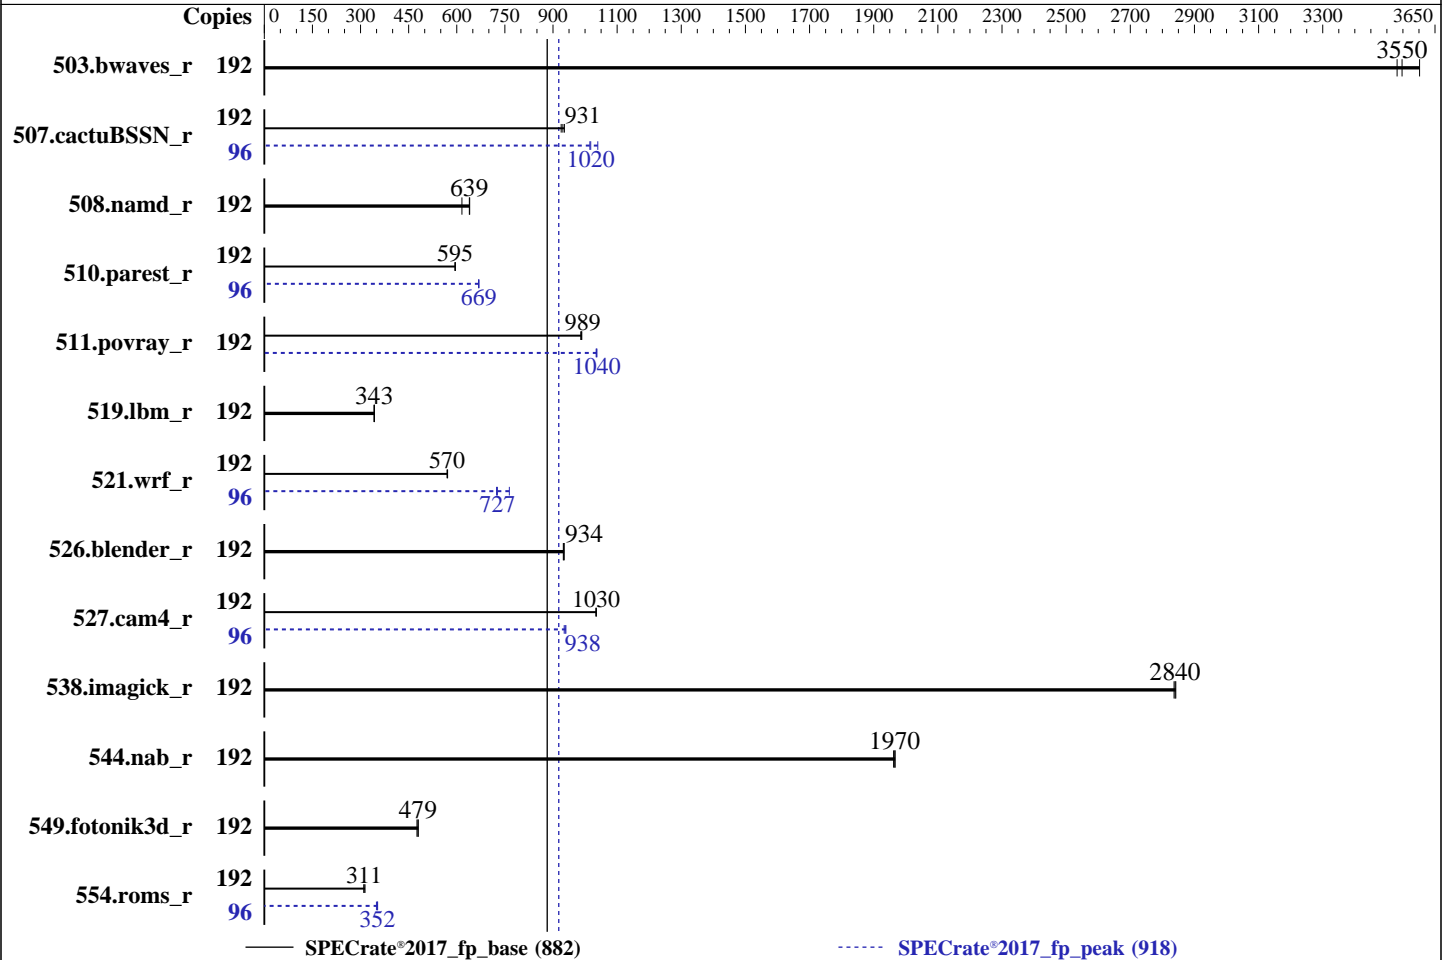 Copies 0 150 300 450 600 750 900 1100 1300 1500 1700 1900 2100 2300 2500 2700 2900 3100 3300 3650
503.bwaves_r 192 3550
507.cactuBSSN_r 192 931
96 1020
508.namd_r 192 639
510.parest_r 192 595
96 669
511.povray_r 192 989
1040
519.lbm_r 192 343
521.wrf_r 192 570
96 727
526.blender_r 192 934
527.cam4_r 192 1030
96 938
538.imagick_r 192 2840
544.nab_r 192 1970
549.fotonik3d_r 192 479
554.roms_r 192 311
96 352
SPECrate®2017_fp_base (882) SPECrate®2017_fp_peak (918)